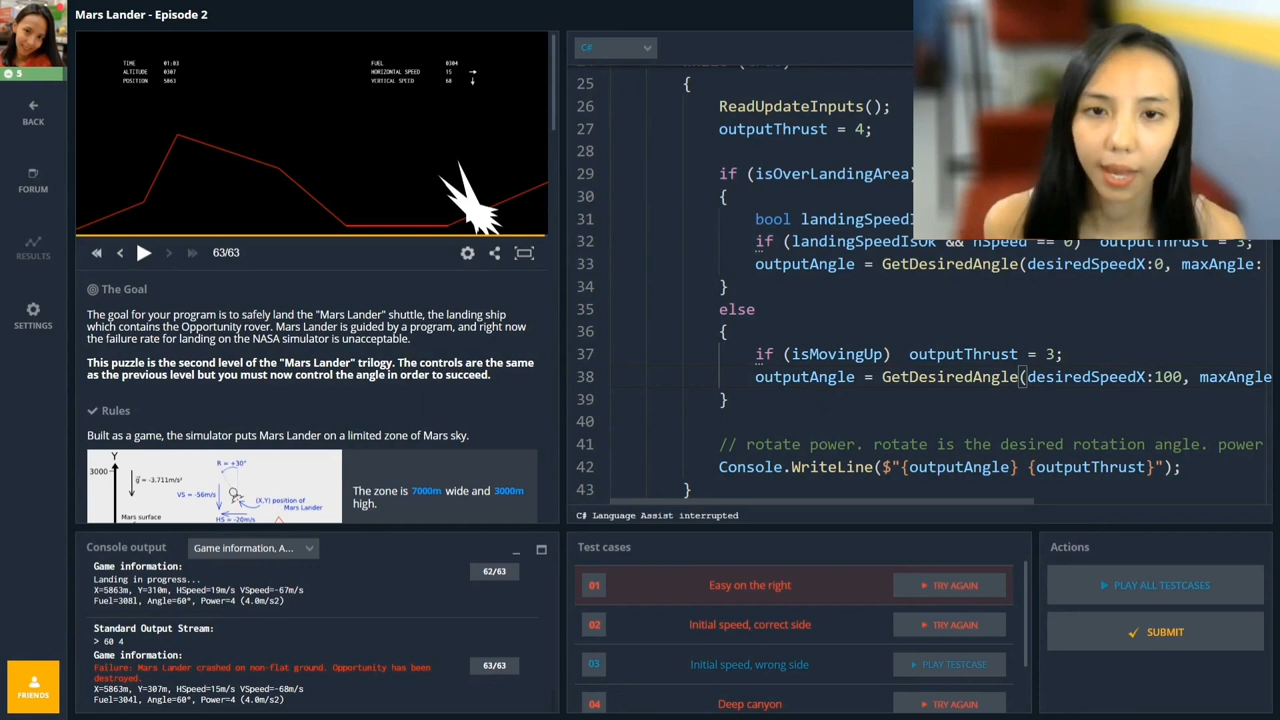 Mars Lander - Episode 2
5
BACK
FORUM
RESULTS
SETTINGS
FRIENDS
TIME 01:03
ALTITUDE 0307
POSITION 5863
FUEL 0304
HORIZONTAL SPEED 15
VERTICAL SPEED 68
63/63
The Goal
The goal for your program is to safely land the "Mars Lander" shuttle, the landing ship
which contains the Opportunity rover. Mars Lander is guided by a program, and right now
the failure rate for landing on the NASA simulator is unacceptable.
This puzzle is the second level of the "Mars Lander" trilogy. The controls are the same
as the previous level but you must now control the angle in order to succeed.
Rules
Built as a game, the simulator puts Mars Lander on a limited zone of Mars sky.
Y
3000
g = -3.711m/s²
R = +30°
VS = -56m/s
(X,Y) position of
Mars Lander
HS = -20m/s
Mars surface
The zone is 7000m wide and 3000m
high.
C#
25 {
26 ReadUpdateInputs();
27 outputThrust = 4;
28
29 if (isOverLandingArea)
30 {
31 bool landingSpeedI
32 if (landingSpeedIsOk && hSpeed == 0) outputThrust = 3;
33 outputAngle = GetDesiredAngle(desiredSpeedX:0, maxAngle:
34 }
35 else
36 {
37 if (isMovingUp) outputThrust = 3;
38 outputAngle = GetDesiredAngle(desiredSpeedX:100, maxAngle
39 }
40
41 // rotate power. rotate is the desired rotation angle. power
42 Console.WriteLine($"{outputAngle} {outputThrust}");
43 }
C# Language Assist interrupted
Console output
Game information, A...
Game information:
Landing in progress...
X=5863m, Y=310m, HSpeed=19m/s VSpeed=-67m/s
Fuel=308l, Angle=60°, Power=4 (4.0m/s2)
62/63
Standard Output Stream:
> 60 4
Game information:
Failure: Mars Lander crashed on non-flat ground. Opportunity has been
destroyed.
X=5863m, Y=307m, HSpeed=15m/s VSpeed=-68m/s
Fuel=304l, Angle=60°, Power=4 (4.0m/s2)
63/63
Test cases
01 Easy on the right TRY AGAIN
02 Initial speed, correct side TRY AGAIN
03 Initial speed, wrong side PLAY TESTCASE
04 Deep canyon TRY AGAIN
Actions
PLAY ALL TESTCASES
SUBMIT